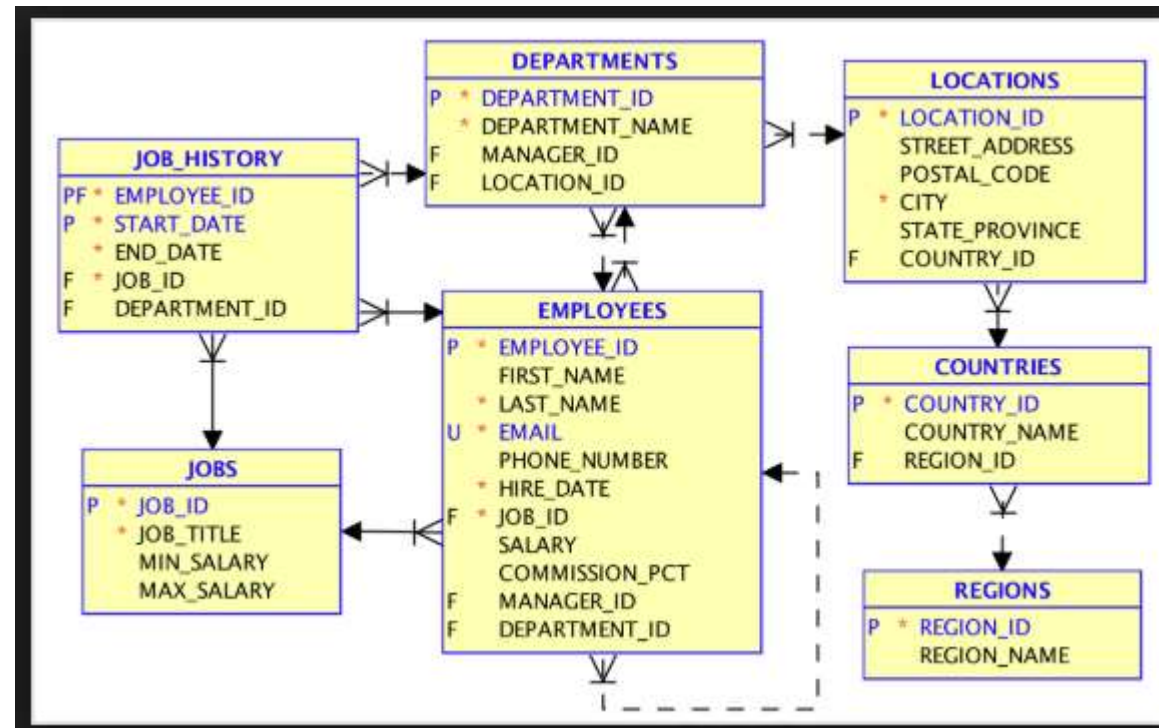 DEPARTMENTS
P * DEPARTMENT_ID
* DEPARTMENT_NAME
F MANAGER_ID
F LOCATION_ID
LOCATIONS
P * LOCATION_ID
STREET_ADDRESS
POSTAL_CODE
* CITY
STATE_PROVINCE
F COUNTRY_ID
JOB_HISTORY
PF * EMPLOYEE_ID
P * START_DATE
* END_DATE
F * JOB_ID
F DEPARTMENT_ID
EMPLOYEES
P * EMPLOYEE_ID
FIRST_NAME
* LAST_NAME
U * EMAIL
PHONE_NUMBER
* HIRE_DATE
F * JOB_ID
SALARY
COMMISSION_PCT
F MANAGER_ID
F DEPARTMENT_ID
COUNTRIES
P * COUNTRY_ID
COUNTRY_NAME
F REGION_ID
JOBS
P * JOB_ID
* JOB_TITLE
MIN_SALARY
MAX_SALARY
REGIONS
P * REGION_ID
REGION_NAME